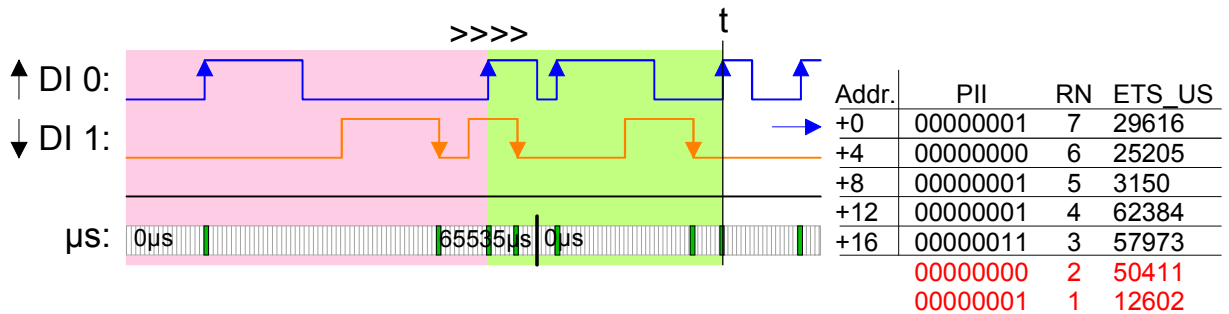 >>>> t
DI 0:
DI 1:
µs: 0µs 65535µs 0µs
Addr. PII RN ETS_US
+0 00000001 7 29616
+4 00000000 6 25205
+8 00000001 5 3150
+12 00000001 4 62384
+16 00000011 3 57973
00000000 2 50411
00000001 1 12602